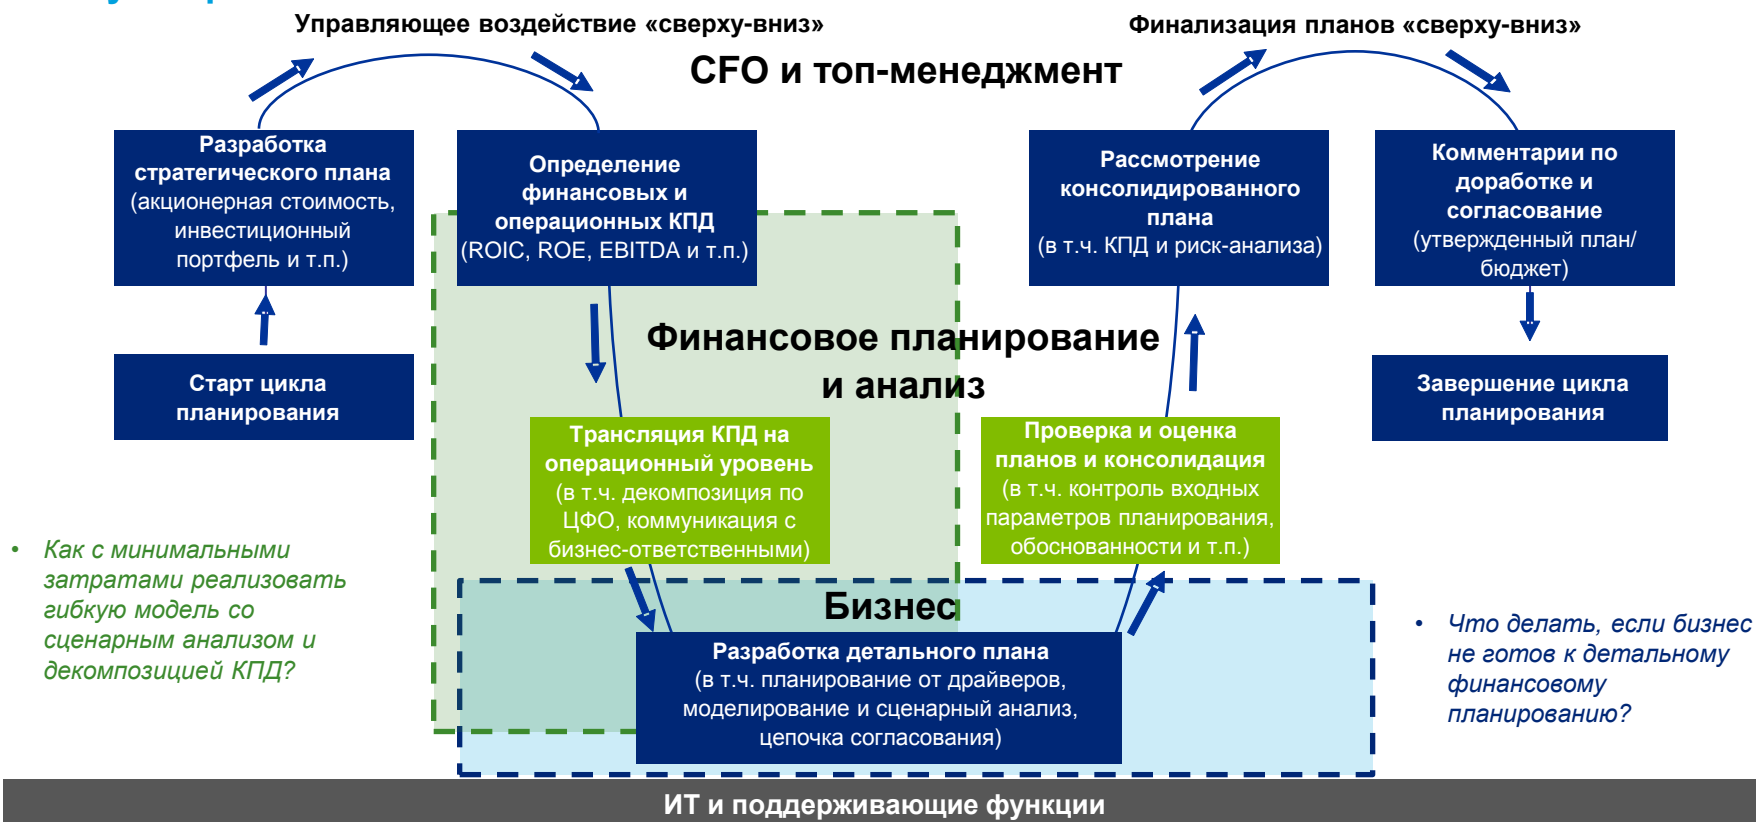 Управляющее воздействие «сверху-вниз»
Финализация планов «сверху-вниз»
CFO и топ-менеджмент
Разработка
стратегического плана
(акционерная стоимость,
инвестиционный
портфель и т.п.)
Определение
финансовых и
операционных КПД
(ROIC, ROE, EBITDA и т.п.)
Рассмотрение
консолидированного
плана
(в т.ч. КПД и риск-анализа)
Комментарии по
доработке и
согласование
(утвержденный план/
бюджет)
Финансовое планирование
и анализ
Старт цикла
планирования
Завершение цикла
планирования
Трансляция КПД на
операционный уровень
(в т.ч. декомпозиция по
ЦФО, коммуникация с
бизнес-ответственными)
Проверка и оценка
планов и консолидация
(в т.ч. контроль входных
параметров планирования,
обоснованности и т.п.)
• Как с минимальными
затратами реализовать
гибкую модель со
сценарным анализом и
декомпозицией КПД?
Бизнес
Разработка детального плана
(в т.ч. планирование от драйверов,
моделирование и сценарный анализ,
цепочка согласования)
• Что делать, если бизнес
не готов к детальному
финансовому
планированию?
ИТ и поддерживающие функции